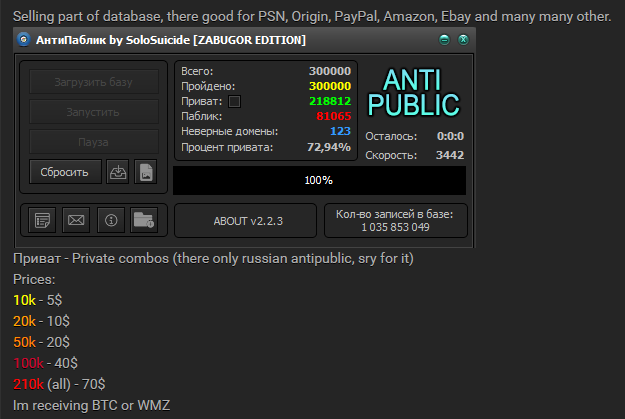 Selling part of database, there good for PSN, Origin, PayPal, Amazon, Ebay and many many other.
АнтиПаблик by SoloSuicide [ZABUGOR EDITION]
Загрузить базу
Запустить
Пауза
Сбросить
Всего: 300000
Пройдено: 300000
Приват: 218812
Паблик: 81065
Неверные домены: 123
Процент привата: 72,94%
ANTI
PUBLIC
Осталось: 0:0:0
Скорость: 3442
100%
ABOUT v2.2.3
Кол-во записей в базе:
1 035 853 049
Приват - Private combos (there only russian antipublic, sry for it)
Prices:
10k - 5$
20k - 10$
50k - 20$
100k - 40$
210k (all) - 70$
Im receiving BTC or WMZ